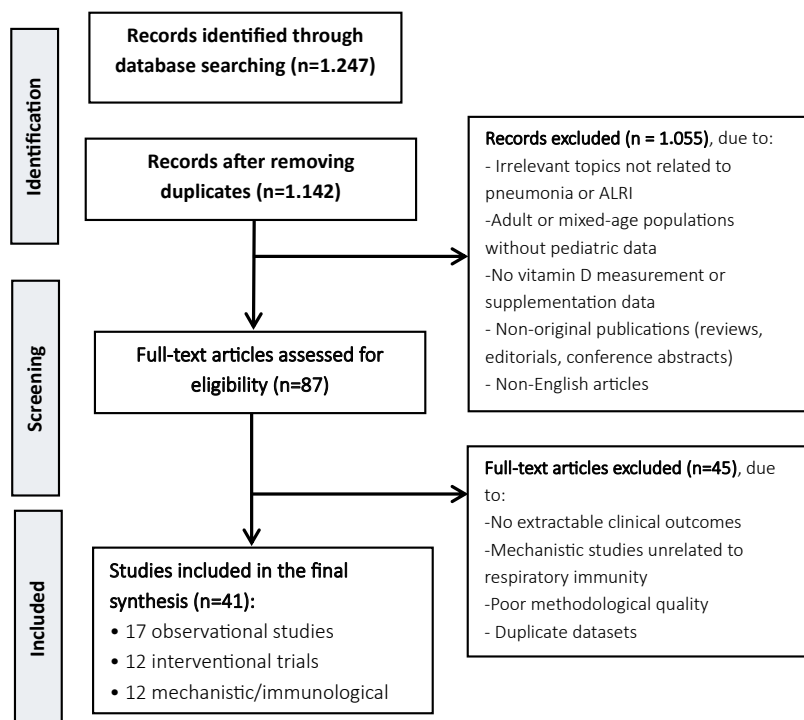 Identification
Records identified through
database searching (n=1.247)
Records after removing
duplicates (n=1.142)
Records excluded (n = 1.055), due to:
- Irrelevant topics not related to
pneumonia or ALRI
-Adult or mixed-age populations
without pediatric data
-No vitamin D measurement or
supplementation data
- Non-original publications (reviews,
editorials, conference abstracts)
- Non-English articles
Screening
Full-text articles assessed for
eligibility (n=87)
Full-text articles excluded (n=45), due
to:
-No extractable clinical outcomes
-Mechanistic studies unrelated to
respiratory immunity
-Poor methodological quality
- Duplicate datasets
Included
Studies included in the final
synthesis (n=41):
• 17 observational studies
• 12 interventional trials
• 12 mechanistic/immunological